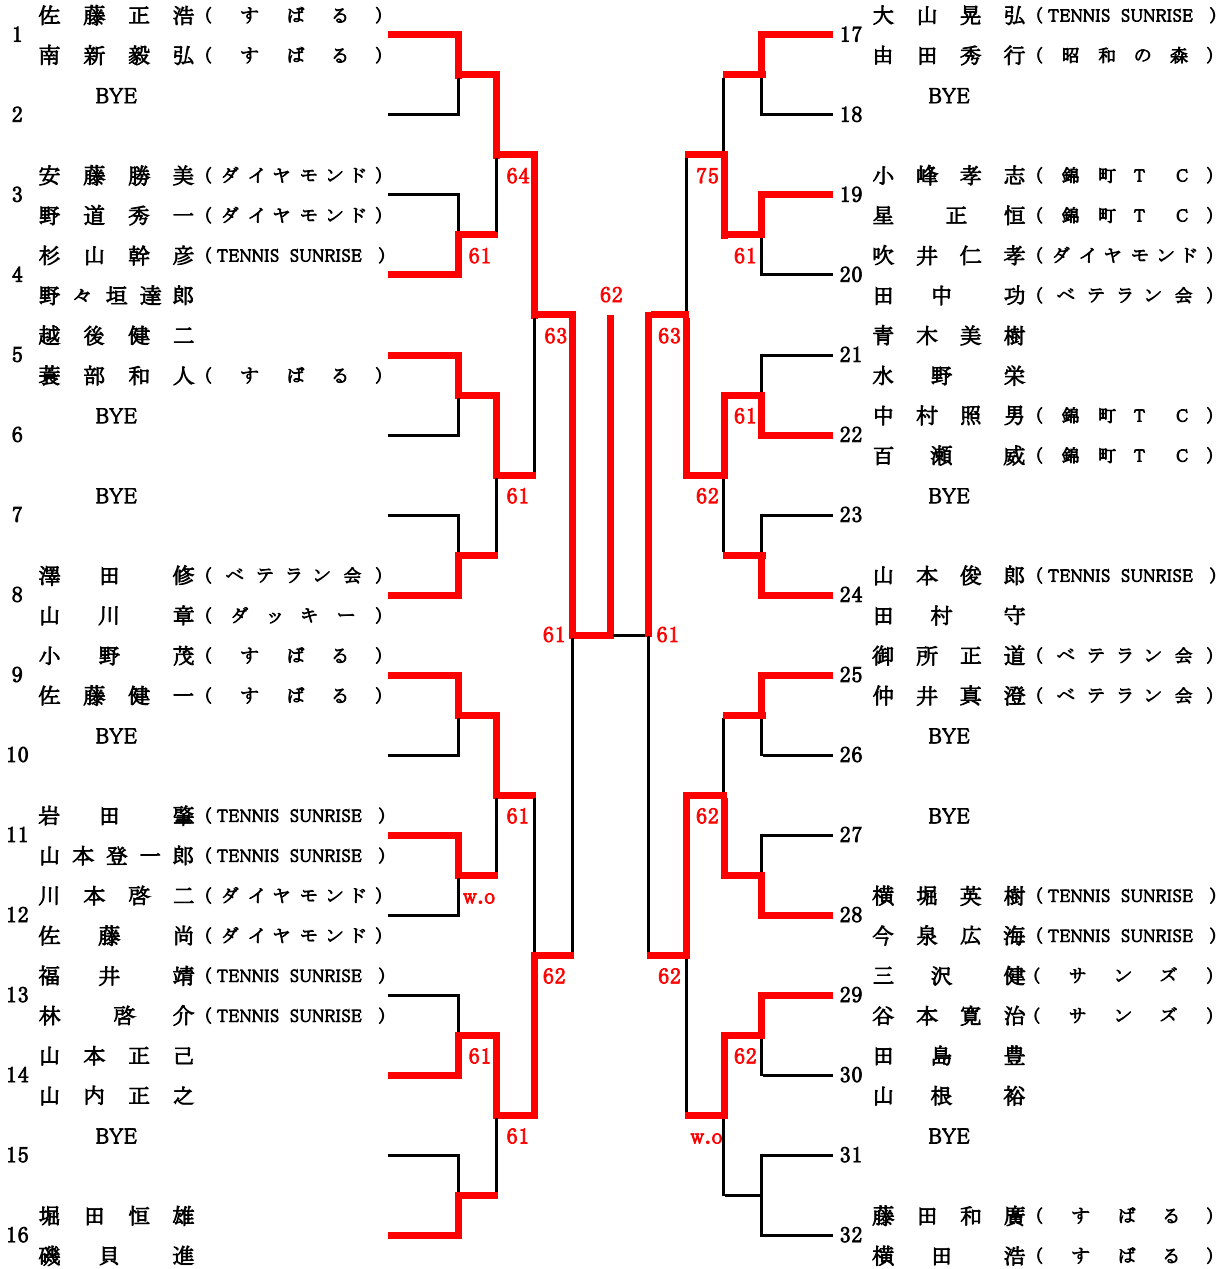 佐藤正浩(すばる)
1
南新毅弘(すばる)
BYE
2
安藤勝美(ダイヤモンド)
3
野道秀一(ダイヤモンド)
杉山幹彦(TENNIS SUNRISE)
4
野々垣達郎
越後健二
5
蓑部和人(すばる)
BYE
6
BYE
7
澤田修(ベテラン会)
8
山川章(ダッキー)
小野茂(すばる)
9
佐藤健一(すばる)
BYE
10
岩田肇(TENNIS SUNRISE)
11
山本登一郎(TENNIS SUNRISE)
川本啓二(ダイヤモンド)
12
佐藤尚(ダイヤモンド)
福井靖(TENNIS SUNRISE)
13
林啓介(TENNIS SUNRISE)
山本正己
14
山内正之
BYE
15
堀田恒雄
16
磯貝進
64
61
63
61
61
61
w.o
62
61
61
62
75
61
63
61
62
61
62
62
62
w.o
大山晃弘(TENNIS SUNRISE)
17
由田秀行(昭和の森)
BYE
18
小峰孝志(錦町TC)
19
星正恒(錦町TC)
吹井仁孝(ダイヤモンド)
20
田中功(ベテラン会)
青木美樹
21
水野栄
中村照男(錦町TC)
22
百瀬威(錦町TC)
BYE
23
山本俊郎(TENNIS SUNRISE)
24
田村守
御所正道(ベテラン会)
25
仲井真澄(ベテラン会)
BYE
26
BYE
27
横堀英樹(TENNIS SUNRISE)
28
今泉広海(TENNIS SUNRISE)
三沢健(サンズ)
29
谷本寛治(サンズ)
田島豊
30
山根裕
BYE
31
藤田和廣(すばる)
32
横田浩(すばる)